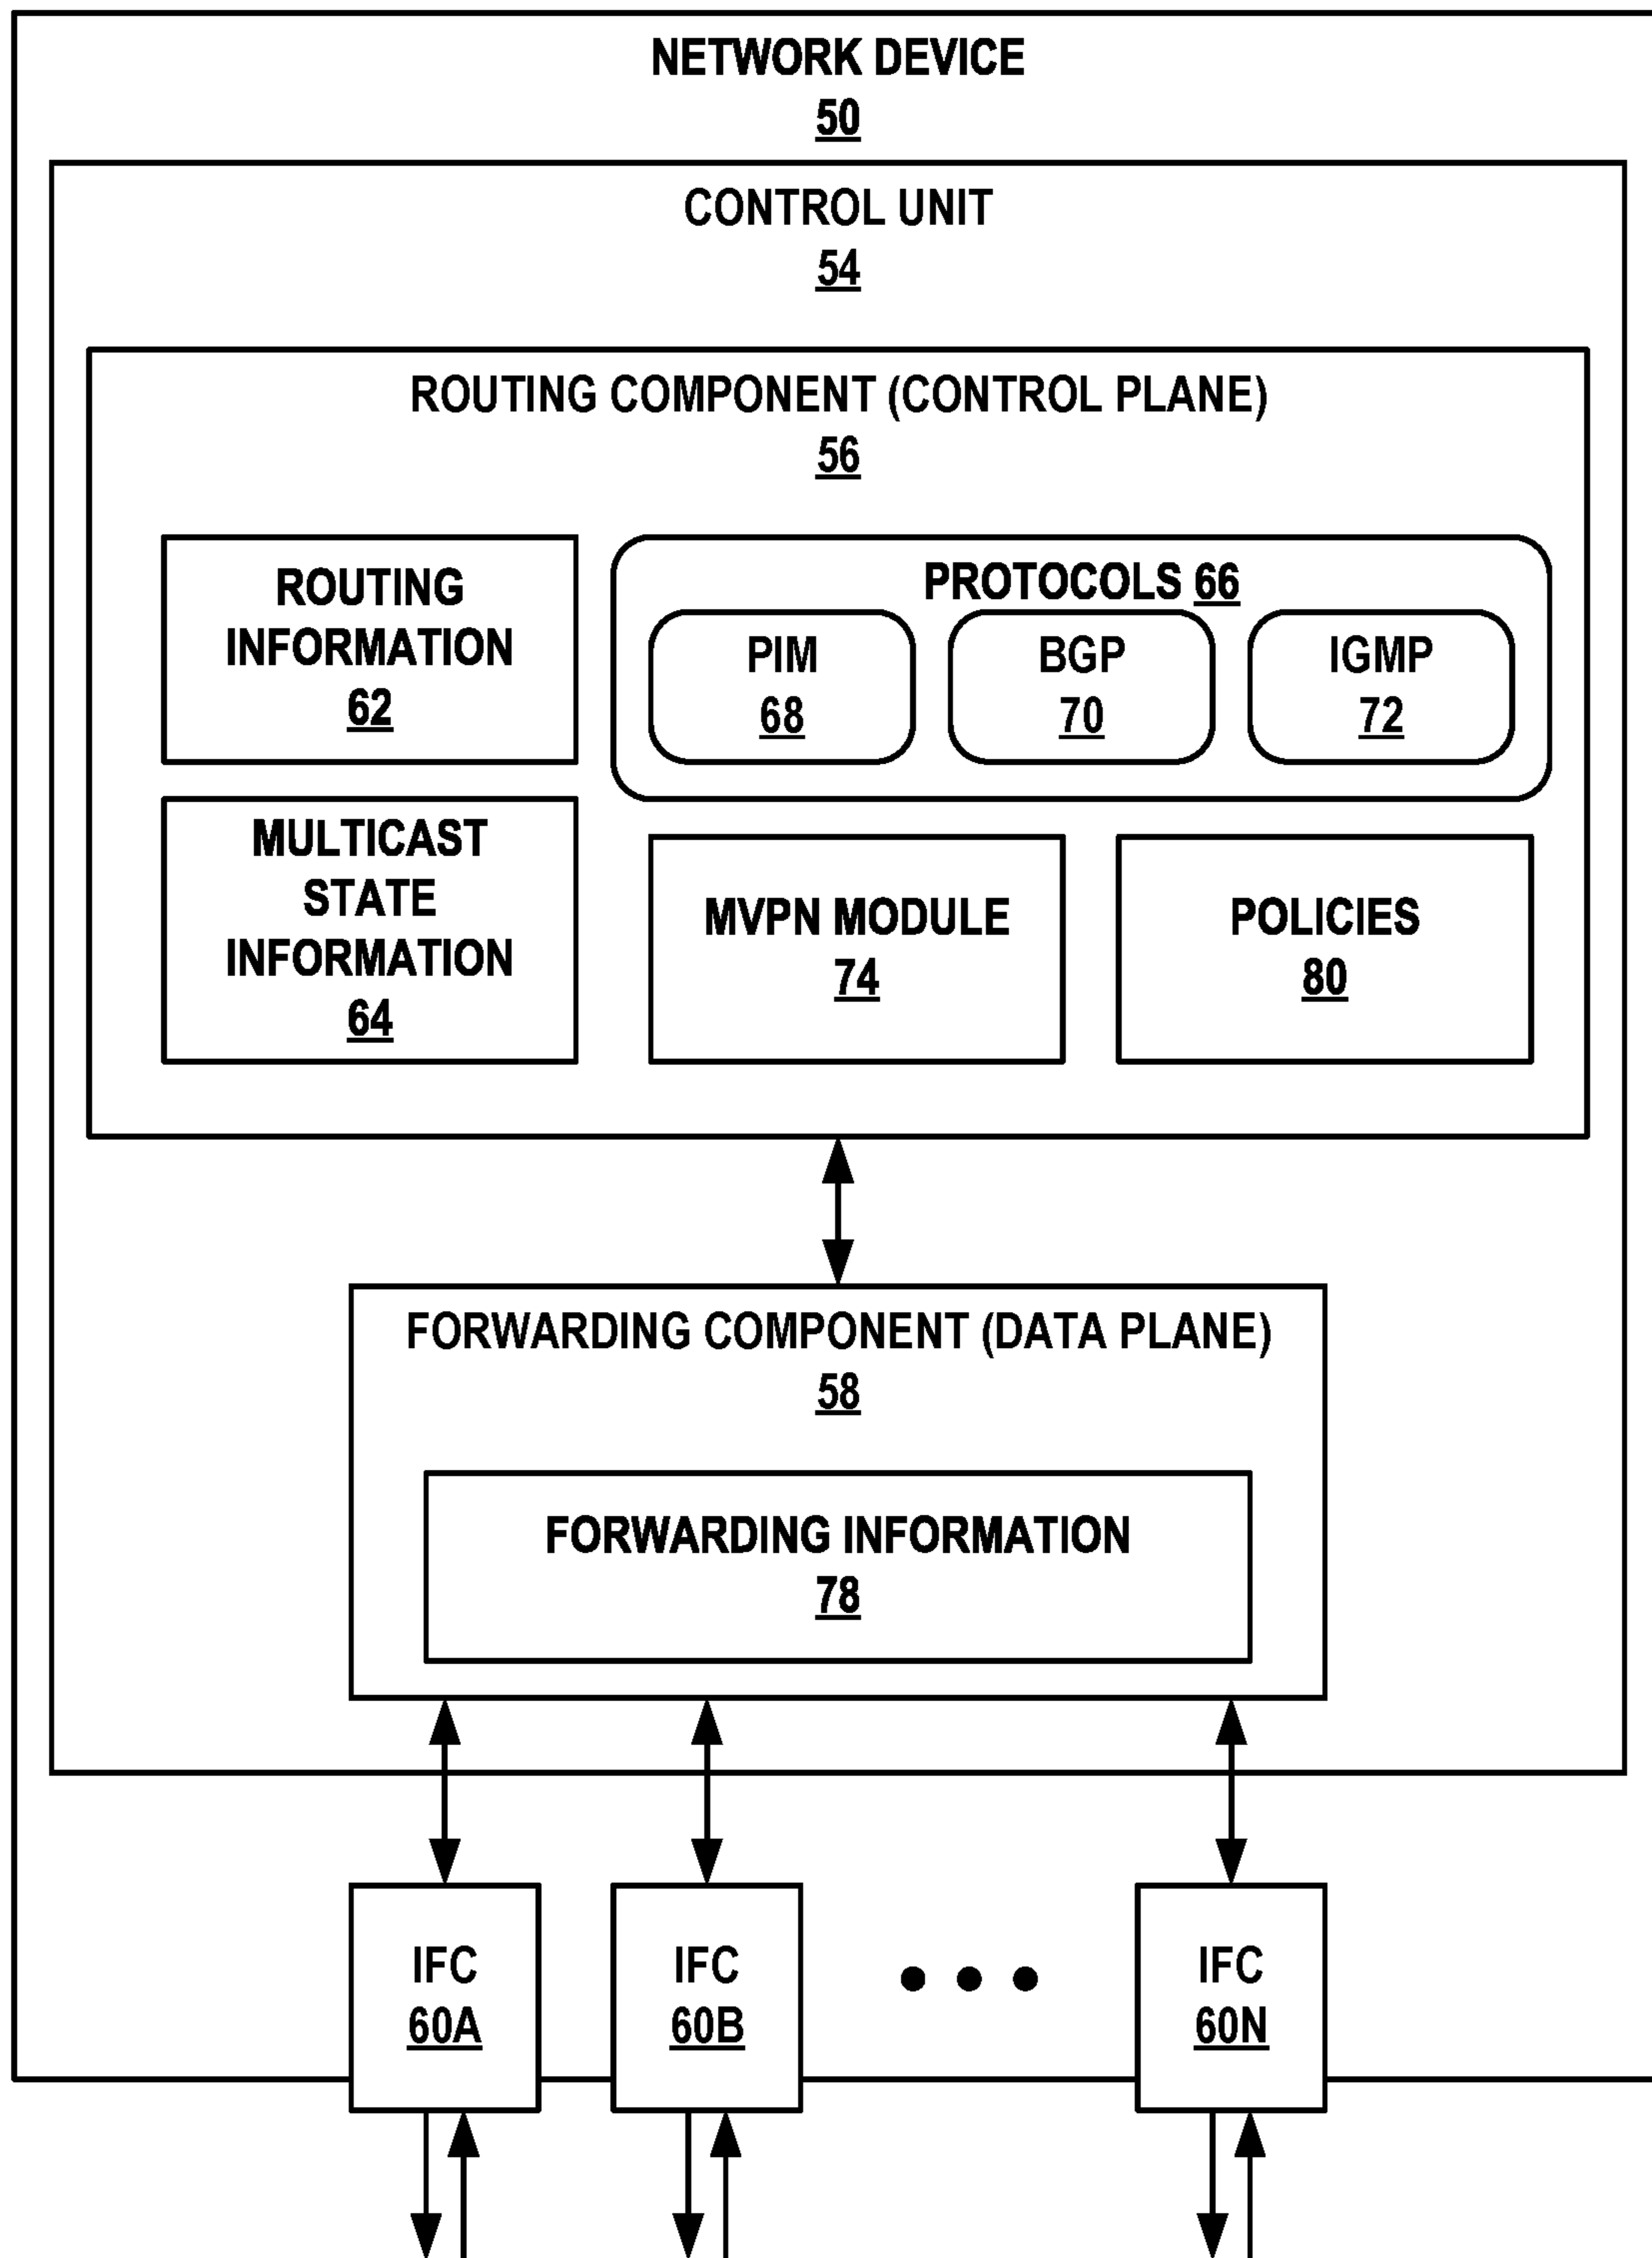 NETWORK DEVICE
50
CONTROL UNIT
54
ROUTING COMPONENT (CONTROL PLANE)
56
ROUTING
INFORMATION
62
PROTOCOLS 66
PIM
68
BGP
70
IGMP
72
MULTICAST
STATE
INFORMATION
64
MVPN MODULE
74
POLICIES
80
FORWARDING COMPONENT (DATA PLANE)
58
FORWARDING INFORMATION
78
IFC
60A
IFC
60B
IFC
60N